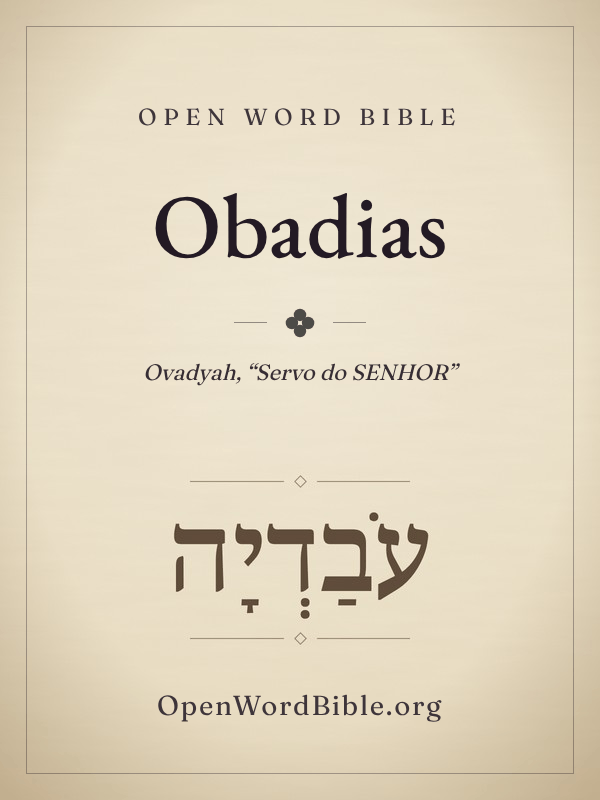 OPEN WORD BIBLE
Obadias
Ovadyah, “Servo do SENHOR”
עֹבַדְיָה
OpenWordBible.org